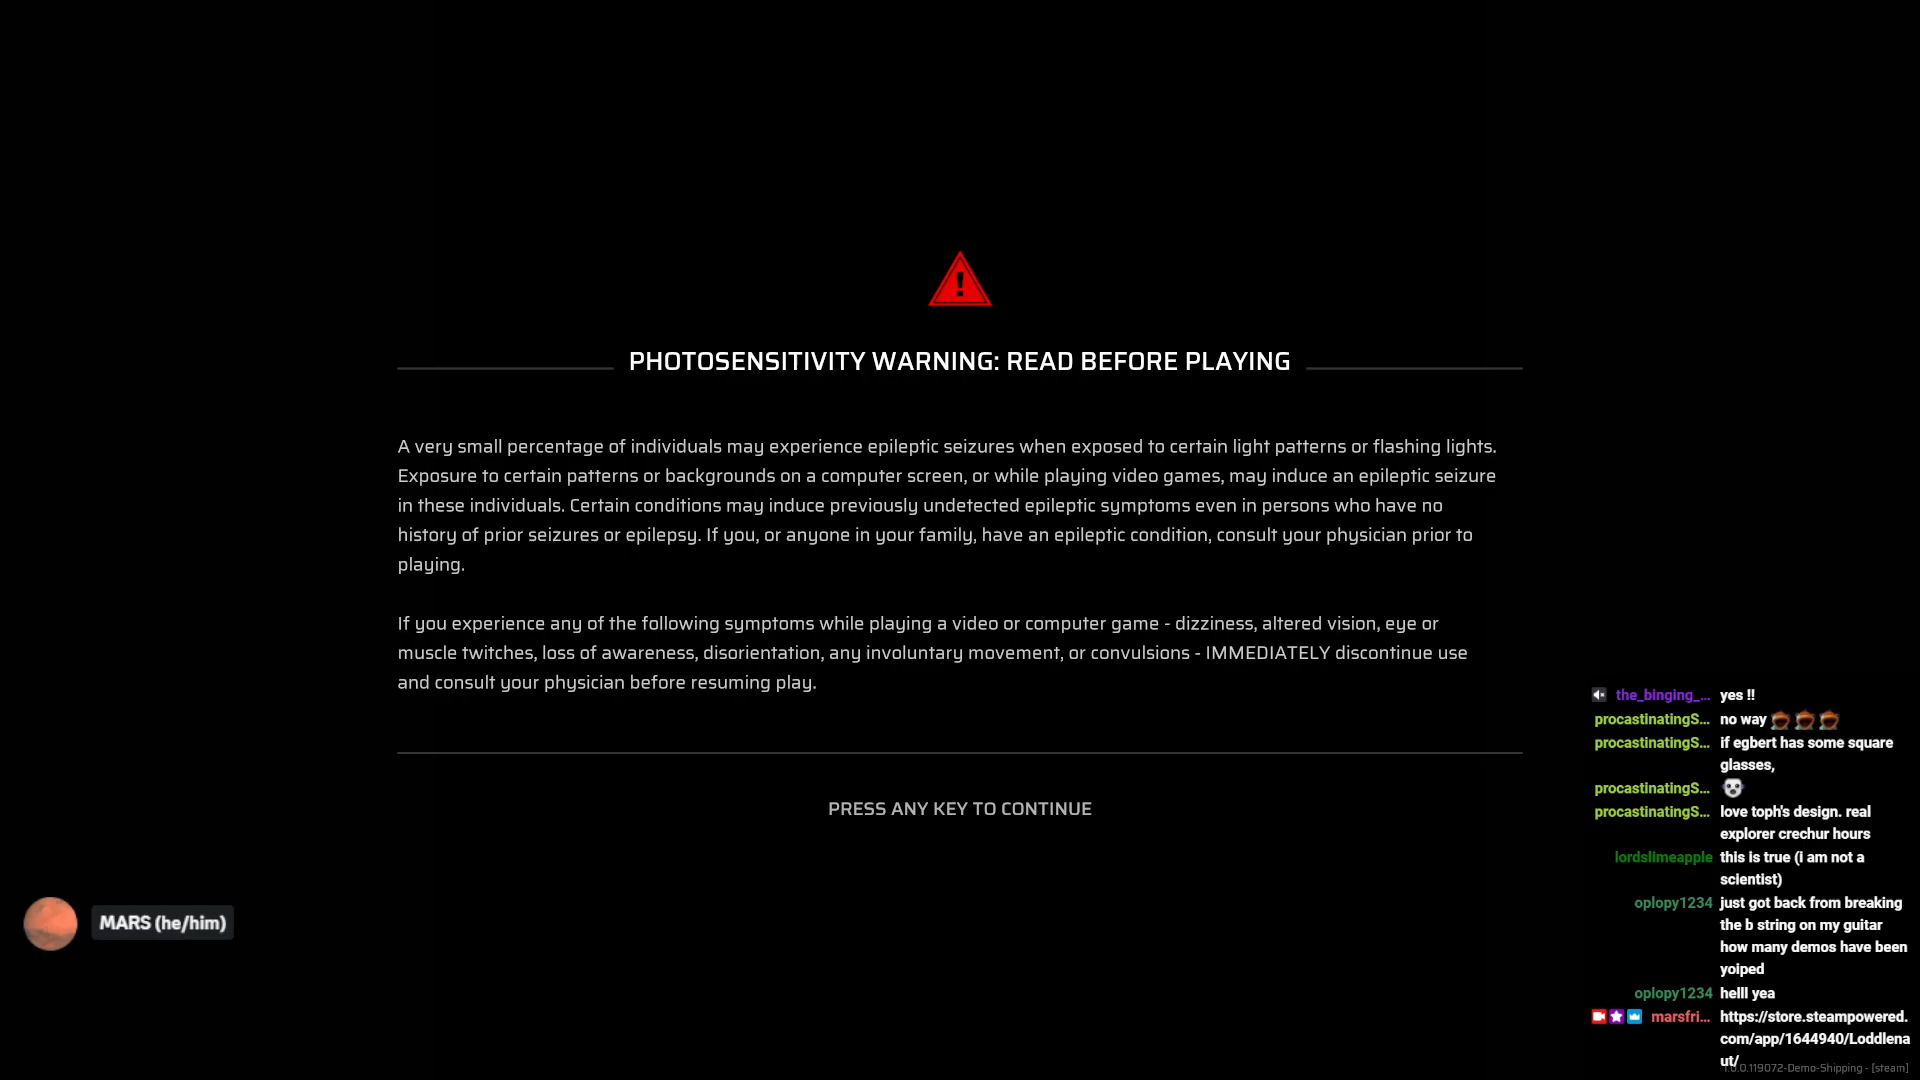 !
PHOTOSENSITIVITY WARNING: READ BEFORE PLAYING
A very small percentage of individuals may experience epileptic seizures when exposed to certain light patterns or flashing lights.
Exposure to certain patterns or backgrounds on a computer screen, or while playing video games, may induce an epileptic seizure
in these individuals. Certain conditions may induce previously undetected epileptic symptoms even in persons who have no
history of prior seizures or epilepsy. If you, or anyone in your family, have an epileptic condition, consult your physician prior to
playing.
If you experience any of the following symptoms while playing a video or computer game - dizziness, altered vision, eye or
muscle twitches, loss of awareness, disorientation, any involuntary movement, or convulsions - IMMEDIATELY discontinue use
and consult your physician before resuming play.
PRESS ANY KEY TO CONTINUE
MARS (he/him)
the_binging_... yes !!
procastinatingS... no way
procastinatingS... if egbert has some square
glasses,
procastinatingS...
procastinatingS... love toph's design. real
explorer crechur hours
lordslimeapple this is true (i am not a
scientist)
oplopy1234 just got back from breaking
the b string on my guitar
how many demos have been
yoiped
oplopy1234 helll yea
marsfri... https://store.steampowered.
com/app/1644940/Loddlena
ut/
1.0.0.119072-Demo-Shipping - [steam]